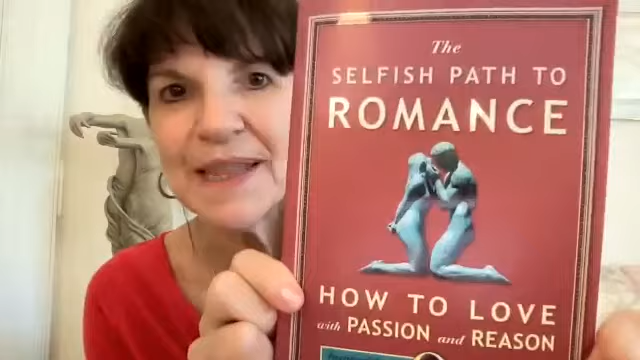 The
SELFISH PATH TO
ROMANCE
HOW TO LOVE
with PASSION and REASON